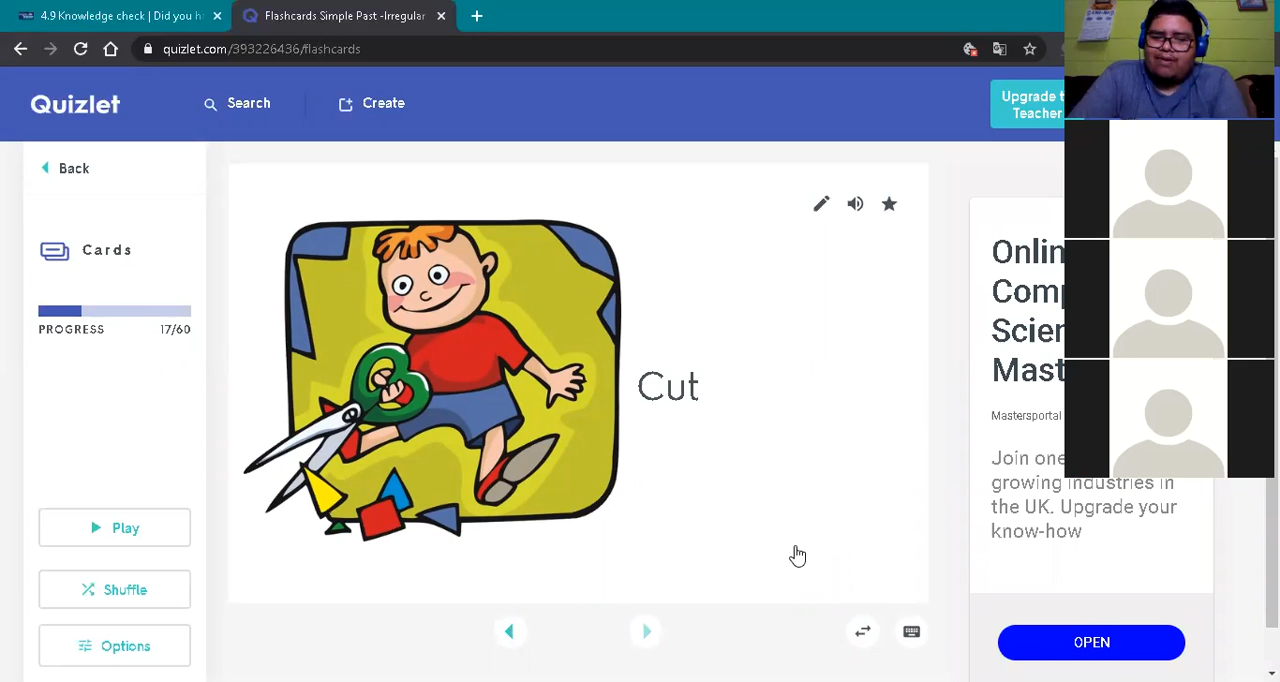 4.9 Knowledge check | Did you h
Flashcards Simple Past -Irregular
quizlet.com/393226436/flashcards
Quizlet
Search
Create
Upgrade t
Teacher
Back
Cards
PROGRESS 17/60
Play
Shuffle
Options
Cut
Onlin
Comp
Scien
Mast
Mastersportal
Join one
growing industries in
the UK. Upgrade your
know-how
OPEN